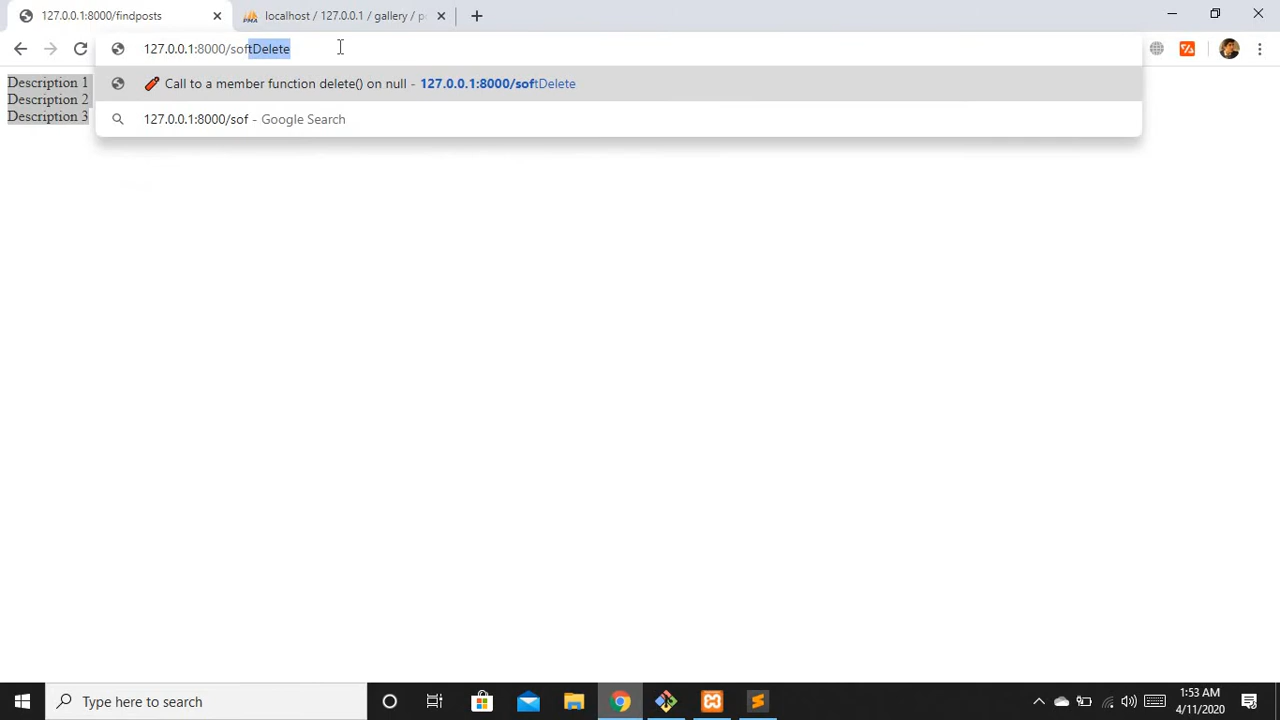 127.0.0.1:8000/findposts
localhost / 127.0.0.1 / gallery / p
127.0.0.1:8000/softDelete
Call to a member function delete() on null - 127.0.0.1:8000/softDelete
127.0.0.1:8000/sof - Google Search
Description 1
Description 2
Description 3
Type here to search
1:53 AM
4/11/2020